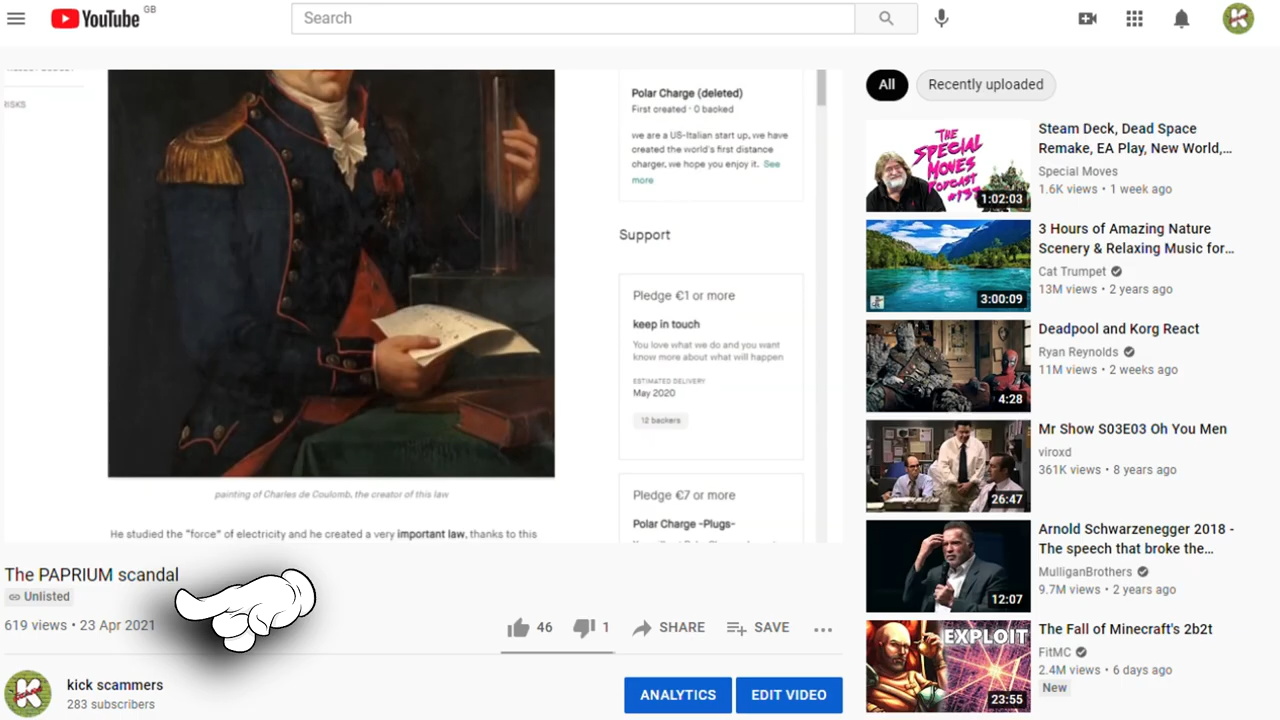 YouTube GB
Search
RISKS
Polar Charge (deleted)
First created · 0 backed
we are a US-Italian start up, we have
created the world's first distance
charger, we hope you enjoy it. See
more
Support
Pledge €1 or more
keep in touch
You love what we do and you want
know more about what will happen
ESTIMATED DELIVERY
May 2020
12 backers
Pledge €7 or more
Polar Charge -Plugs-
painting of Charles de Coulomb, the creator of this law
He studied the "force" of electricity and he created a very important law, thanks to this
The PAPRIUM scandal
Unlisted
619 views • 23 Apr 2021
46
1
SHARE
SAVE
K
kick scammers
283 subscribers
ANALYTICS
EDIT VIDEO
All
Recently uploaded
THE
SPECIAL
MOVES
PODCAST
1:02:03
Steam Deck, Dead Space
Remake, EA Play, New World,...
Special Moves
1.6K views • 1 week ago
3:00:09
3 Hours of Amazing Nature
Scenery & Relaxing Music for...
Cat Trumpet
13M views • 2 years ago
4:28
Deadpool and Korg React
Ryan Reynolds
11M views • 2 weeks ago
26:47
Mr Show S03E03 Oh You Men
viroxd
361K views • 8 years ago
12:07
Arnold Schwarzenegger 2018 -
The speech that broke the...
MulliganBrothers
9.7M views • 2 years ago
EXPLOIT
23:55
The Fall of Minecraft's 2b2t
FitMC
2.4M views • 6 days ago
New